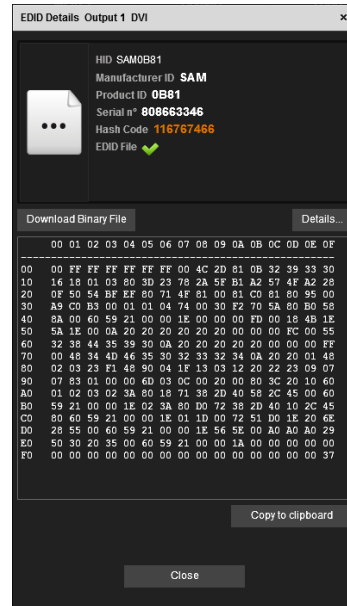 EDID Details Output 1 DVI ×
HID SAM0B81
Manufacturer ID SAM
Product ID 0B81
Serial n° 808663346
Hash Code 116767466
EDID File
Download Binary File Details...
00 01 02 03 04 05 06 07 08 09 0A 0B 0C 0D 0E 0F
00 00 FF FF FF FF FF FF 00 4C 2D 81 0B 32 39 33 30
10 16 18 01 03 80 3D 23 78 2A 5F B1 A2 57 4F A2 28
20 0F 50 54 BF EF 80 71 4F 81 00 81 C0 81 80 95 00
30 A9 C0 B3 00 01 01 04 74 00 30 F2 70 5A 80 B0 58
40 8A 00 60 59 21 00 00 1E 00 00 00 FD 00 18 4B 1E
50 5A 1E 00 0A 20 20 20 20 20 20 00 00 00 FC 00 55
60 32 38 44 35 39 30 0A 20 20 20 20 20 00 00 00 FF
70 00 48 34 4D 46 35 30 32 33 32 34 0A 20 20 01 48
80 02 03 23 F1 48 90 04 1F 13 03 12 20 22 23 09 07
90 07 83 01 00 00 6D 03 0C 00 20 00 80 3C 20 10 60
A0 01 02 03 02 3A 80 18 71 38 2D 40 58 2C 45 00 60
B0 59 21 00 00 1E 02 3A 80 D0 72 38 2D 40 10 2C 45
C0 80 60 59 21 00 00 1E 01 1D 00 72 51 D0 1E 20 6E
D0 28 55 00 60 59 21 00 00 1E 56 5E 00 A0 A0 A0 29
E0 50 30 20 35 00 60 59 21 00 00 1A 00 00 00 00 00
F0 00 00 00 00 00 00 00 00 00 00 00 00 00 00 00 37
Copy to clipboard
Close